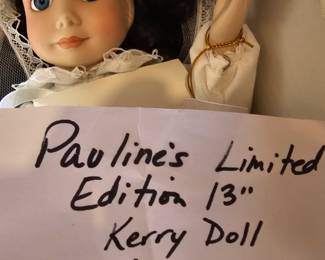 Pauline's Limited
Edition 13"
Kerry Doll